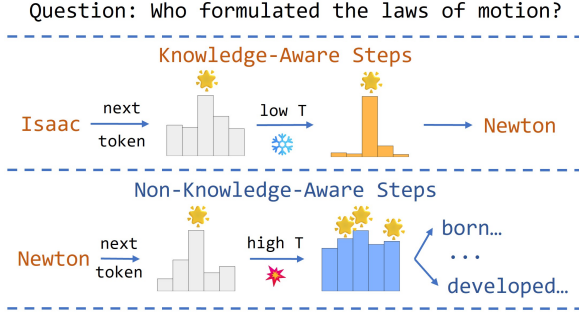 Question: Who formulated the laws of motion?
Knowledge-Aware Steps
Isaac
next
token
low T
Newton
Non-Knowledge-Aware Steps
Newton
next
token
high T
born…
...
developed…